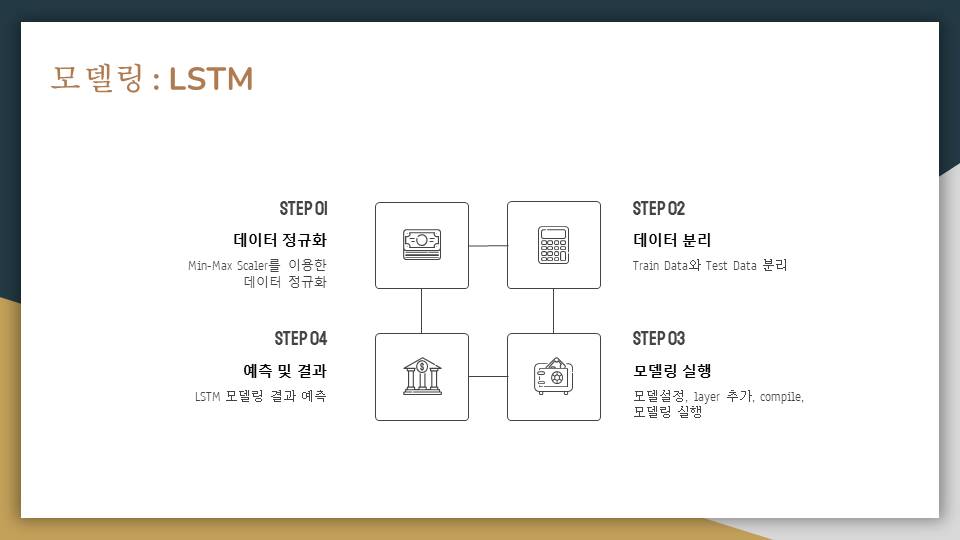 모델링 : LSTM
STEP 01
데이터 정규화
Min-Max Scaler를 이용한
데이터 정규화
STEP 02
데이터 분리
Train Data와 Test Data 분리
STEP 03
모델링 실행
모델설정, layer 추가, compile,
모델링 실행
STEP 04
예측 및 결과
LSTM 모델링 결과 예측